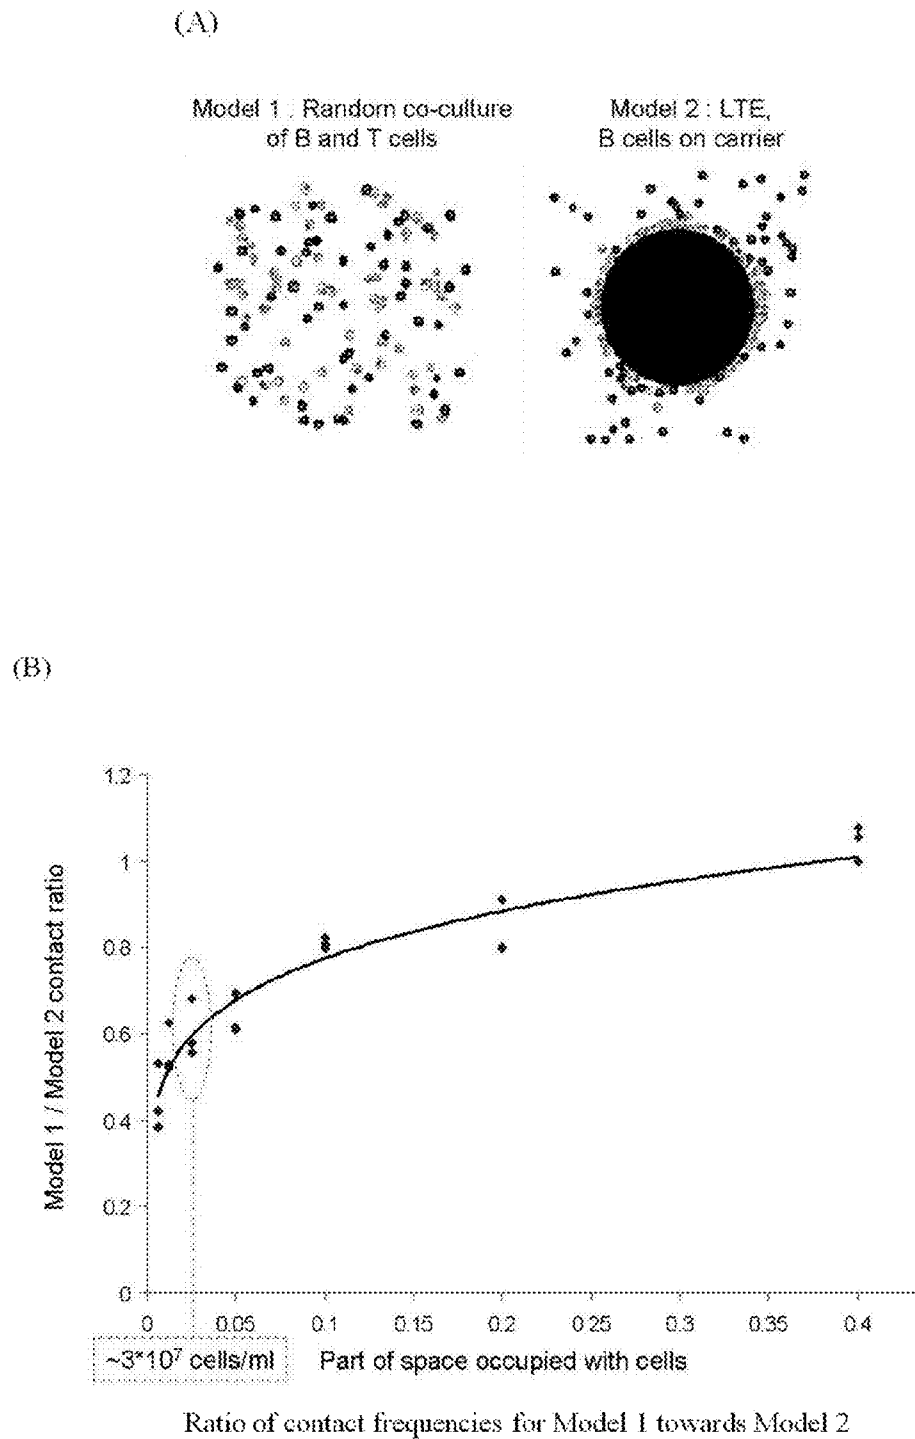 (A)
Model 1 : Random co-culture
of B and T cells
Model 2 : LTE,
B cells on carrier
(B)
1.2
1
0.8
0.6
0.4
0.2
0
Model 1 / Model 2 contact ratio
0 0.05 0.1 0.15 0.2 0.25 0.3 0.35 0.4
~3*10⁷ cells/ml
Part of space occupied with cells
Ratio of contact frequencies for Model 1 towards Model 2